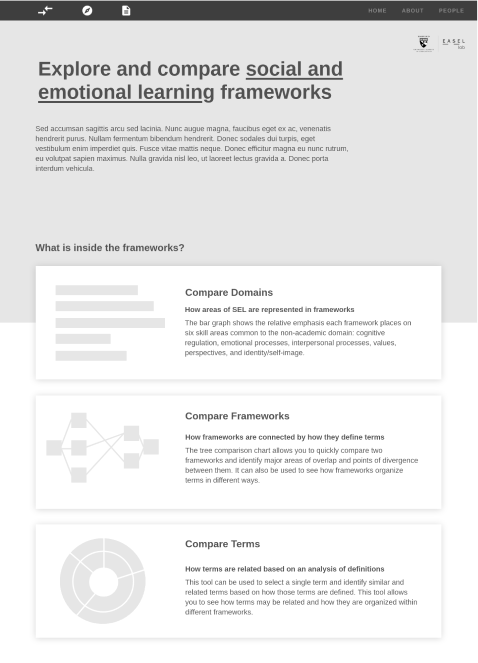 HOME ABOUT PEOPLE
EASEL
lab
Explore and compare social and
emotional learning frameworks
Sed accumsan sagittis arcu sed lacinia. Nunc augue magna, faucibus eget ex ac, venenatis
hendrerit purus. Nullam fermentum bibendum hendrerit. Donec sodales dui turpis, eget
vestibulum enim imperdiet quis. Fusce vitae mattis neque. Donec efficitur magna eu nunc rutrum,
eu volutpat sapien maximus. Nulla gravida nisl leo, ut laoreet lectus gravida a. Donec porta
interdum vehicula.
What is inside the frameworks?
Compare Domains
How areas of SEL are represented in frameworks
The bar graph shows the relative emphasis each framework places on
six skill areas common to the non-academic domain: cognitive
regulation, emotional processes, interpersonal processes, values,
perspectives, and identity/self-image.
Compare Frameworks
How frameworks are connected by how they define terms
The tree comparison chart allows you to quickly compare two
frameworks and identify major areas of overlap and points of divergence
between them. It can also be used to see how frameworks organize
terms in different ways.
Compare Terms
How terms are related based on an analysis of definitions
This tool can be used to select a single term and identify similar and
related terms based on how those terms are defined. This tool allows
you to see how terms may be related and how they are organized within
different frameworks.